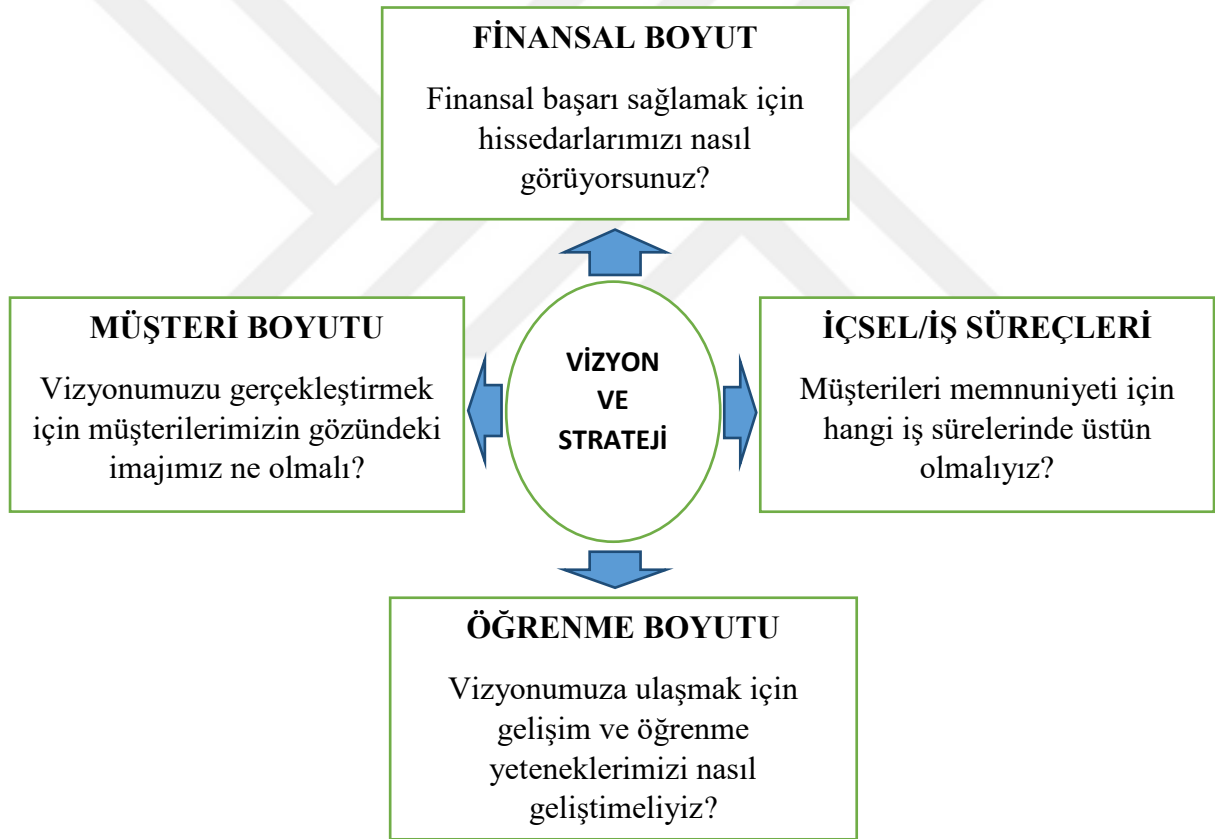 FİNANSAL BOYUT
Finansal başarı sağlamak için
hissedarlarımızı nasıl
görüyorsunuz?
MÜŞTERİ BOYUTU
Vizyonumuzu gerçekleştirmek
için müşterilerimizin gözündeki
imajımız ne olmalı?
VİZYON
VE
STRATEJİ
İÇSEL/İŞ SÜREÇLERİ
Müşterileri memnuniyeti için
hangi iş sürelerinde üstün
olmalıyız?
ÖĞRENME BOYUTU
Vizyonumuza ulaşmak için
gelişim ve öğrenme
yeteneklerimizi nasıl
geliştimeliyiz?